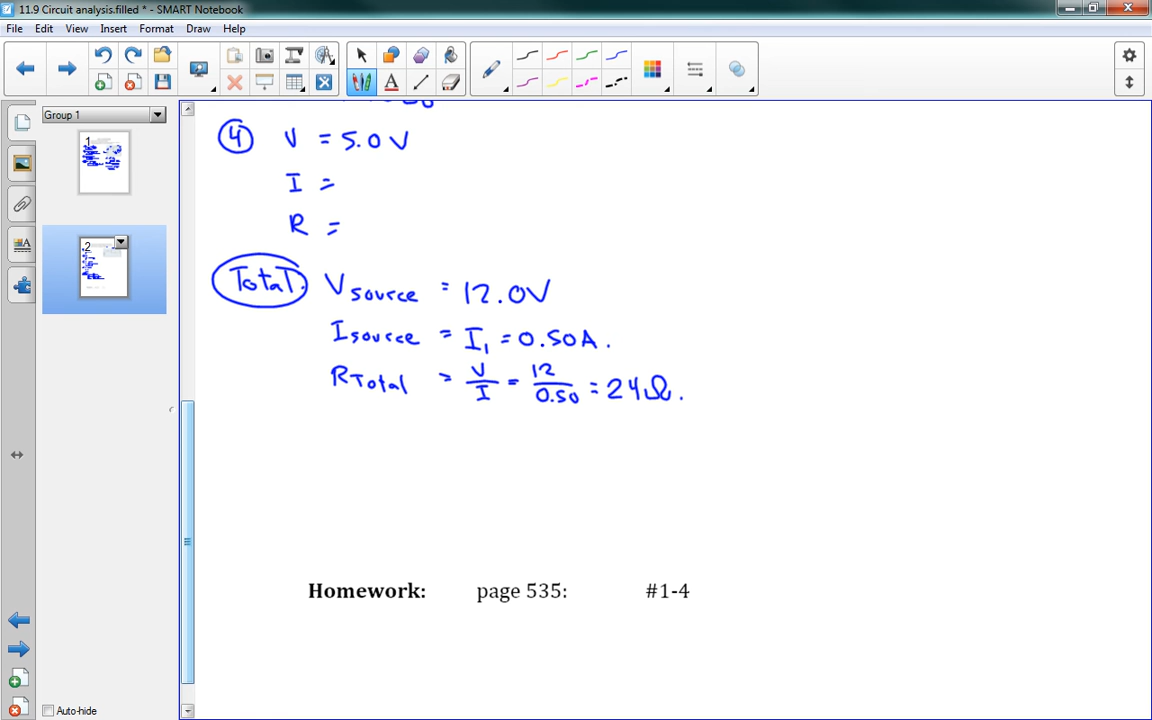 11.9 Circuit analysis.filled * - SMART Notebook
File Edit View Insert Format Draw Help
Group 1
1
2
④ V = 5.0 V
I =
R =
Total. Vsource = 12.0V
Isource = I₁ = 0.50A.
RTotal = V/I = 12/0.50 = 24Ω.
Homework: page 535: #1-4
Auto-hide